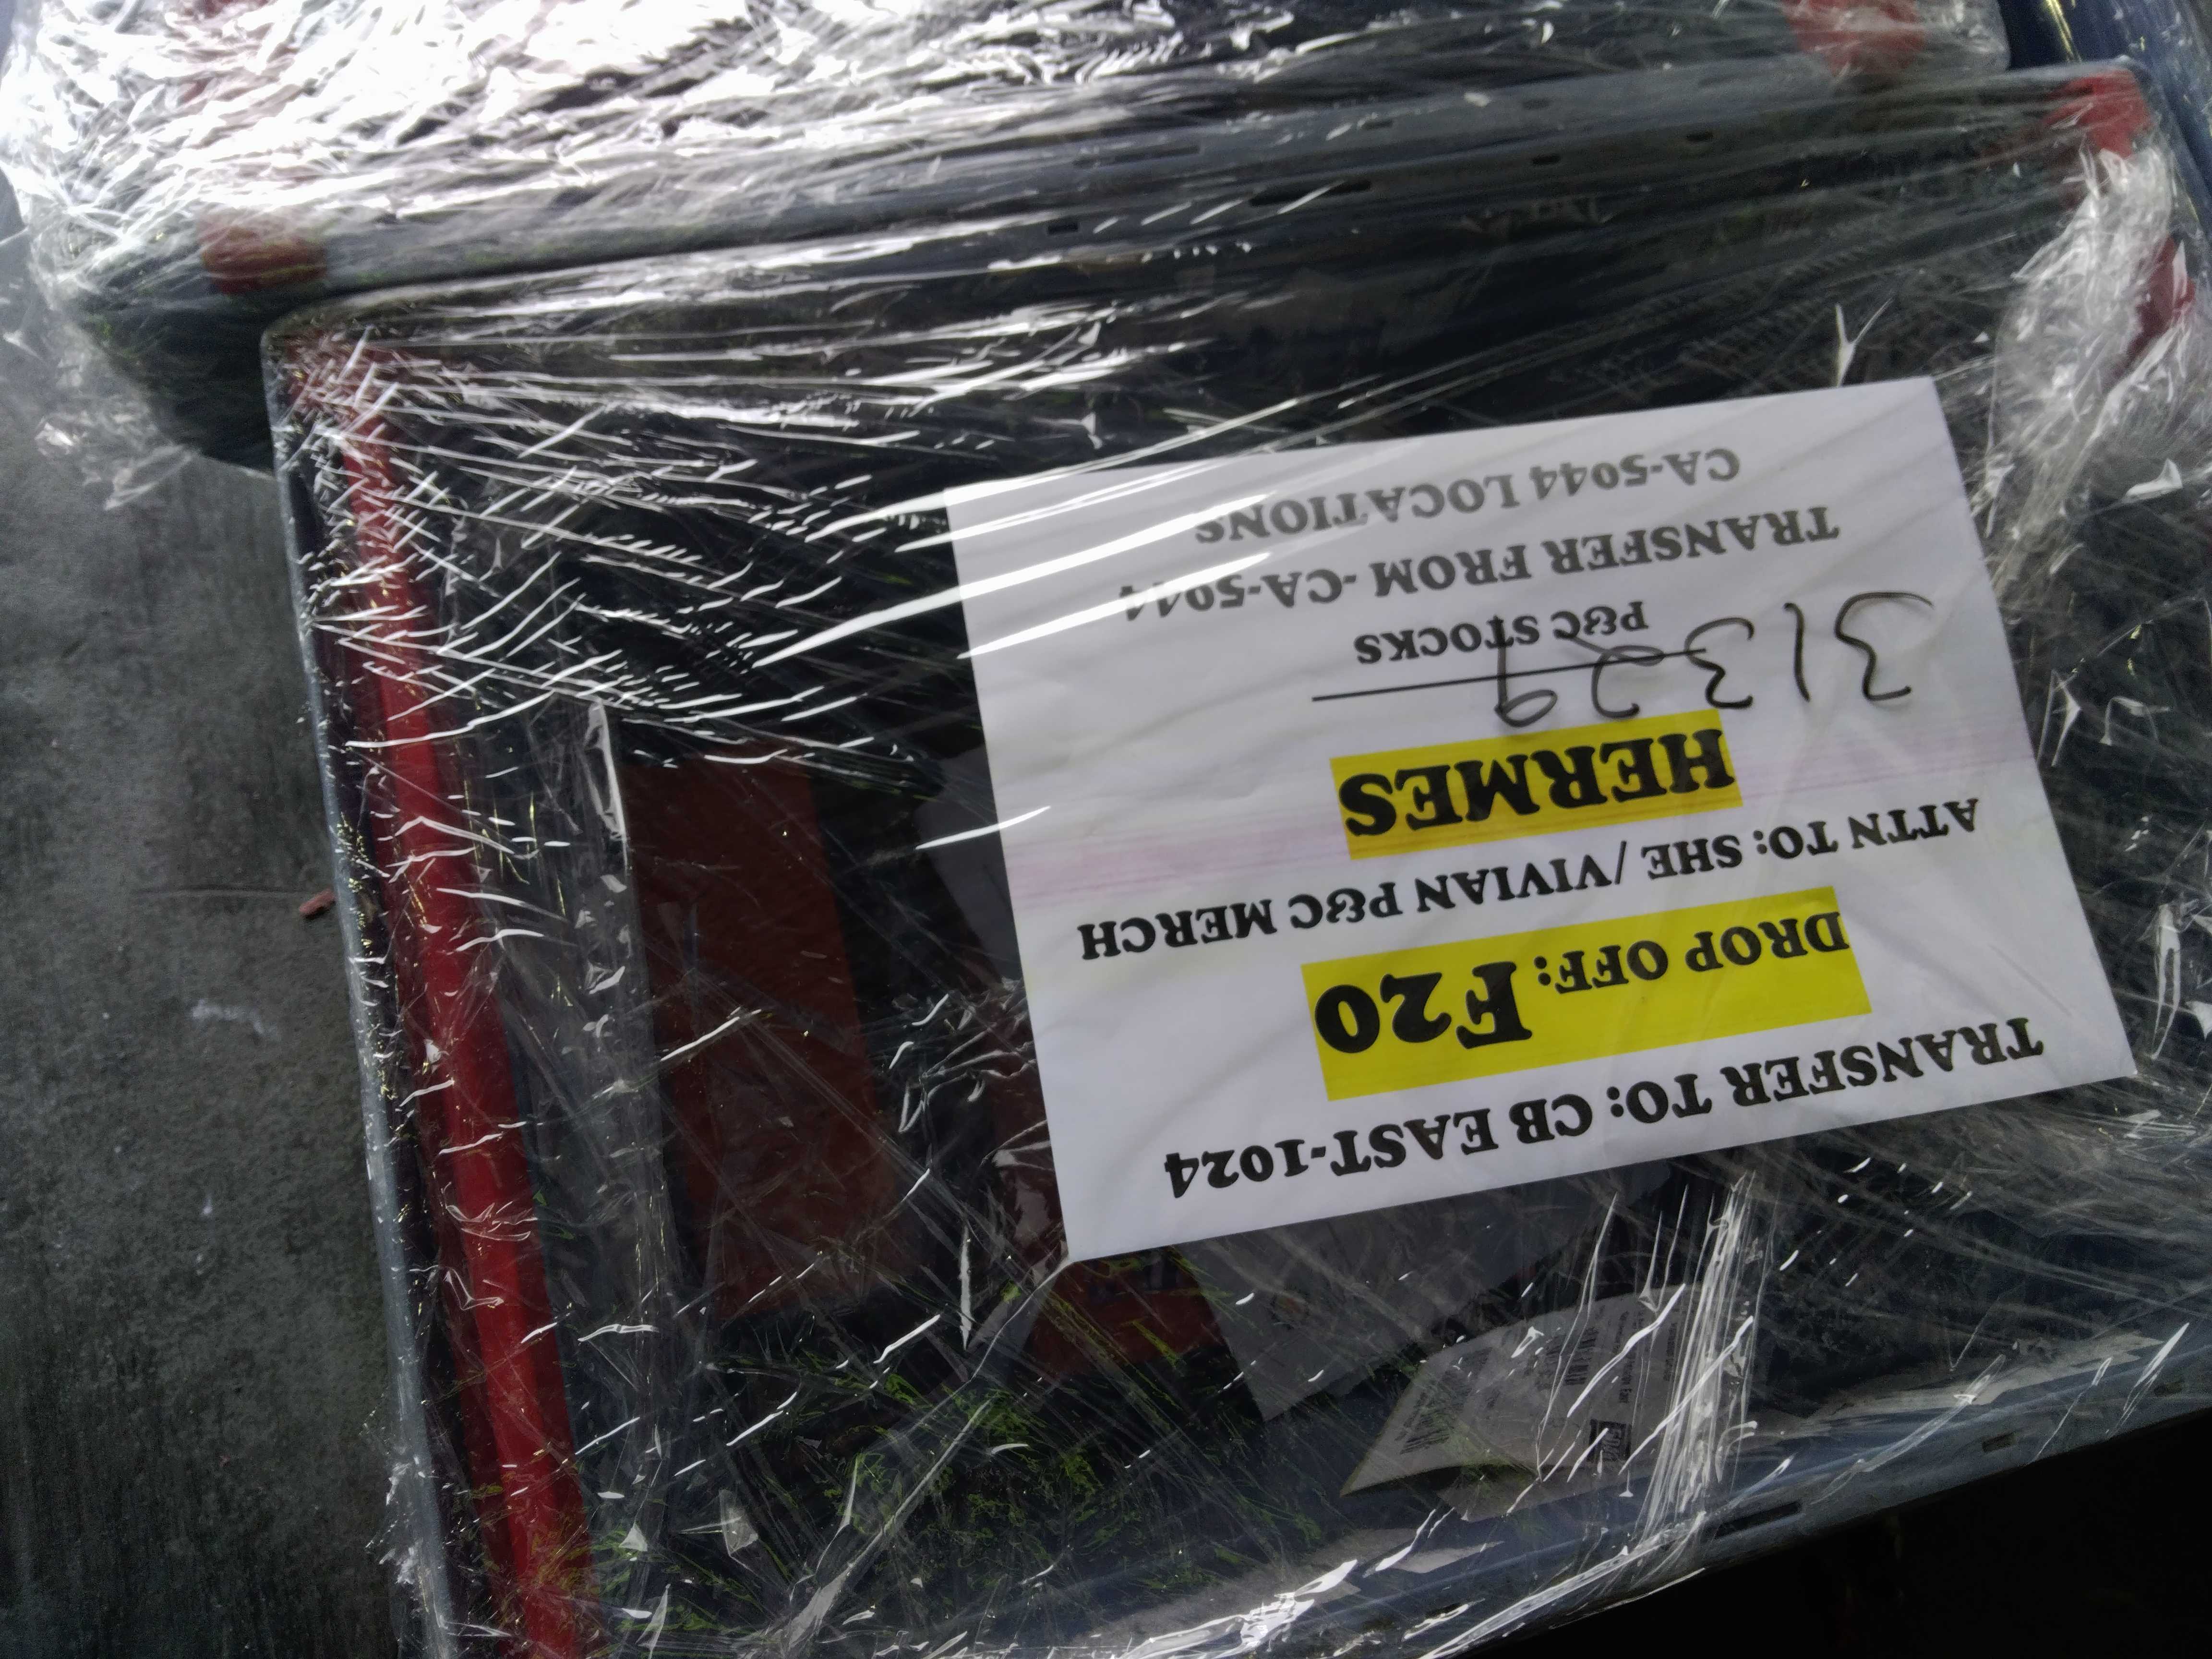 TRANSFER TO: CB EAST-1024
DROP OFF: F20
ATTN TO: SHE / VIVIAN P&C MERCH
HERMES
31329
P&C STOCKS
TRANSFER FROM - CA-5044
CA-5044 LOCATIONS